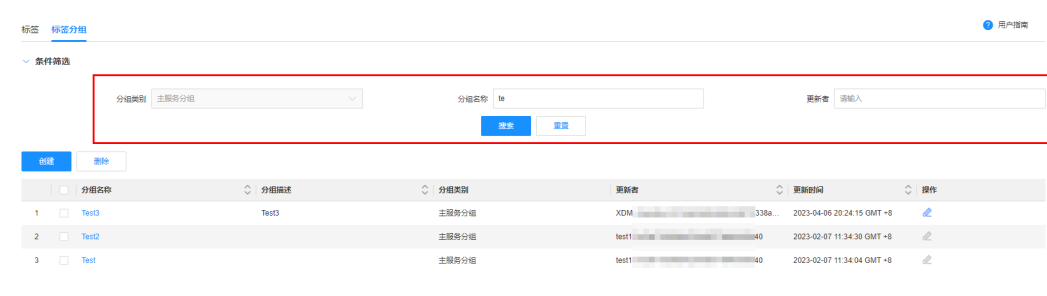 标签 标签分组 用户指南
条件筛选
分组类别 主服务分组 分组名称 te 更新者 请输入
搜索 重置
创建 删除
分组名称 分组描述 分组类别 更新者 更新时间 操作
1 Test3 Test3 主服务分组 XDM 338a... 2023-04-06 20:24:15 GMT +8
2 Test2 主服务分组 test1 40 2023-02-07 11:34:30 GMT +8
3 Test 主服务分组 test1 40 2023-02-07 11:34:04 GMT +8